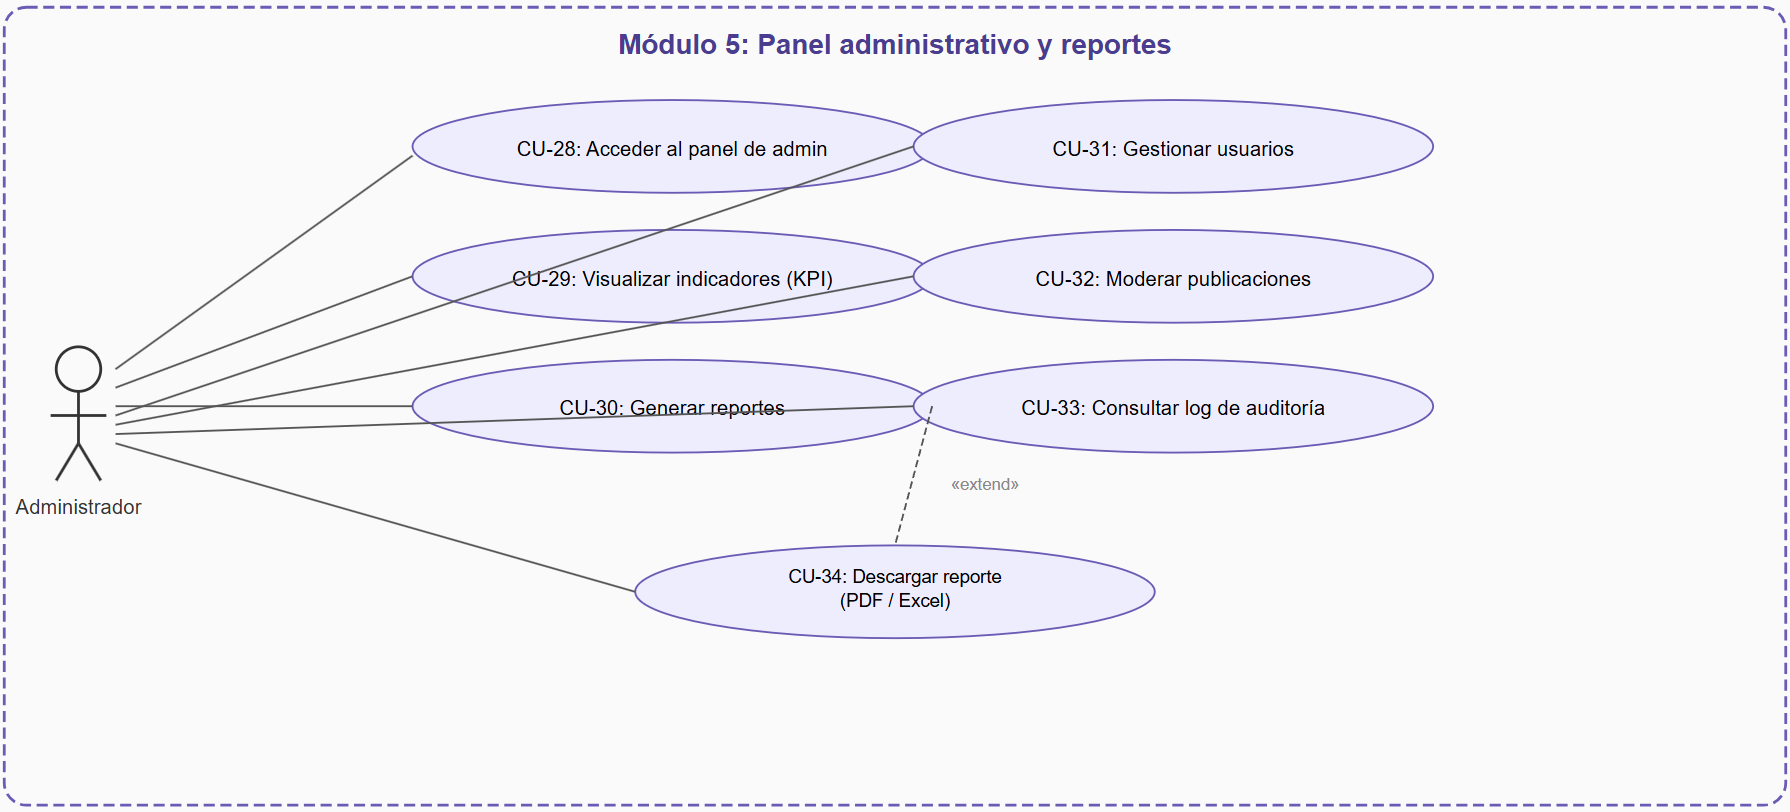 Módulo 5: Panel administrativo y reportes
CU-28: Acceder al panel de admin
CU-31: Gestionar usuarios
CU-29: Visualizar indicadores (KPI)
CU-32: Moderar publicaciones
CU-30: Generar reportes
CU-33: Consultar log de auditoría
«extend»
Administrador
CU-34: Descargar reporte
(PDF / Excel)